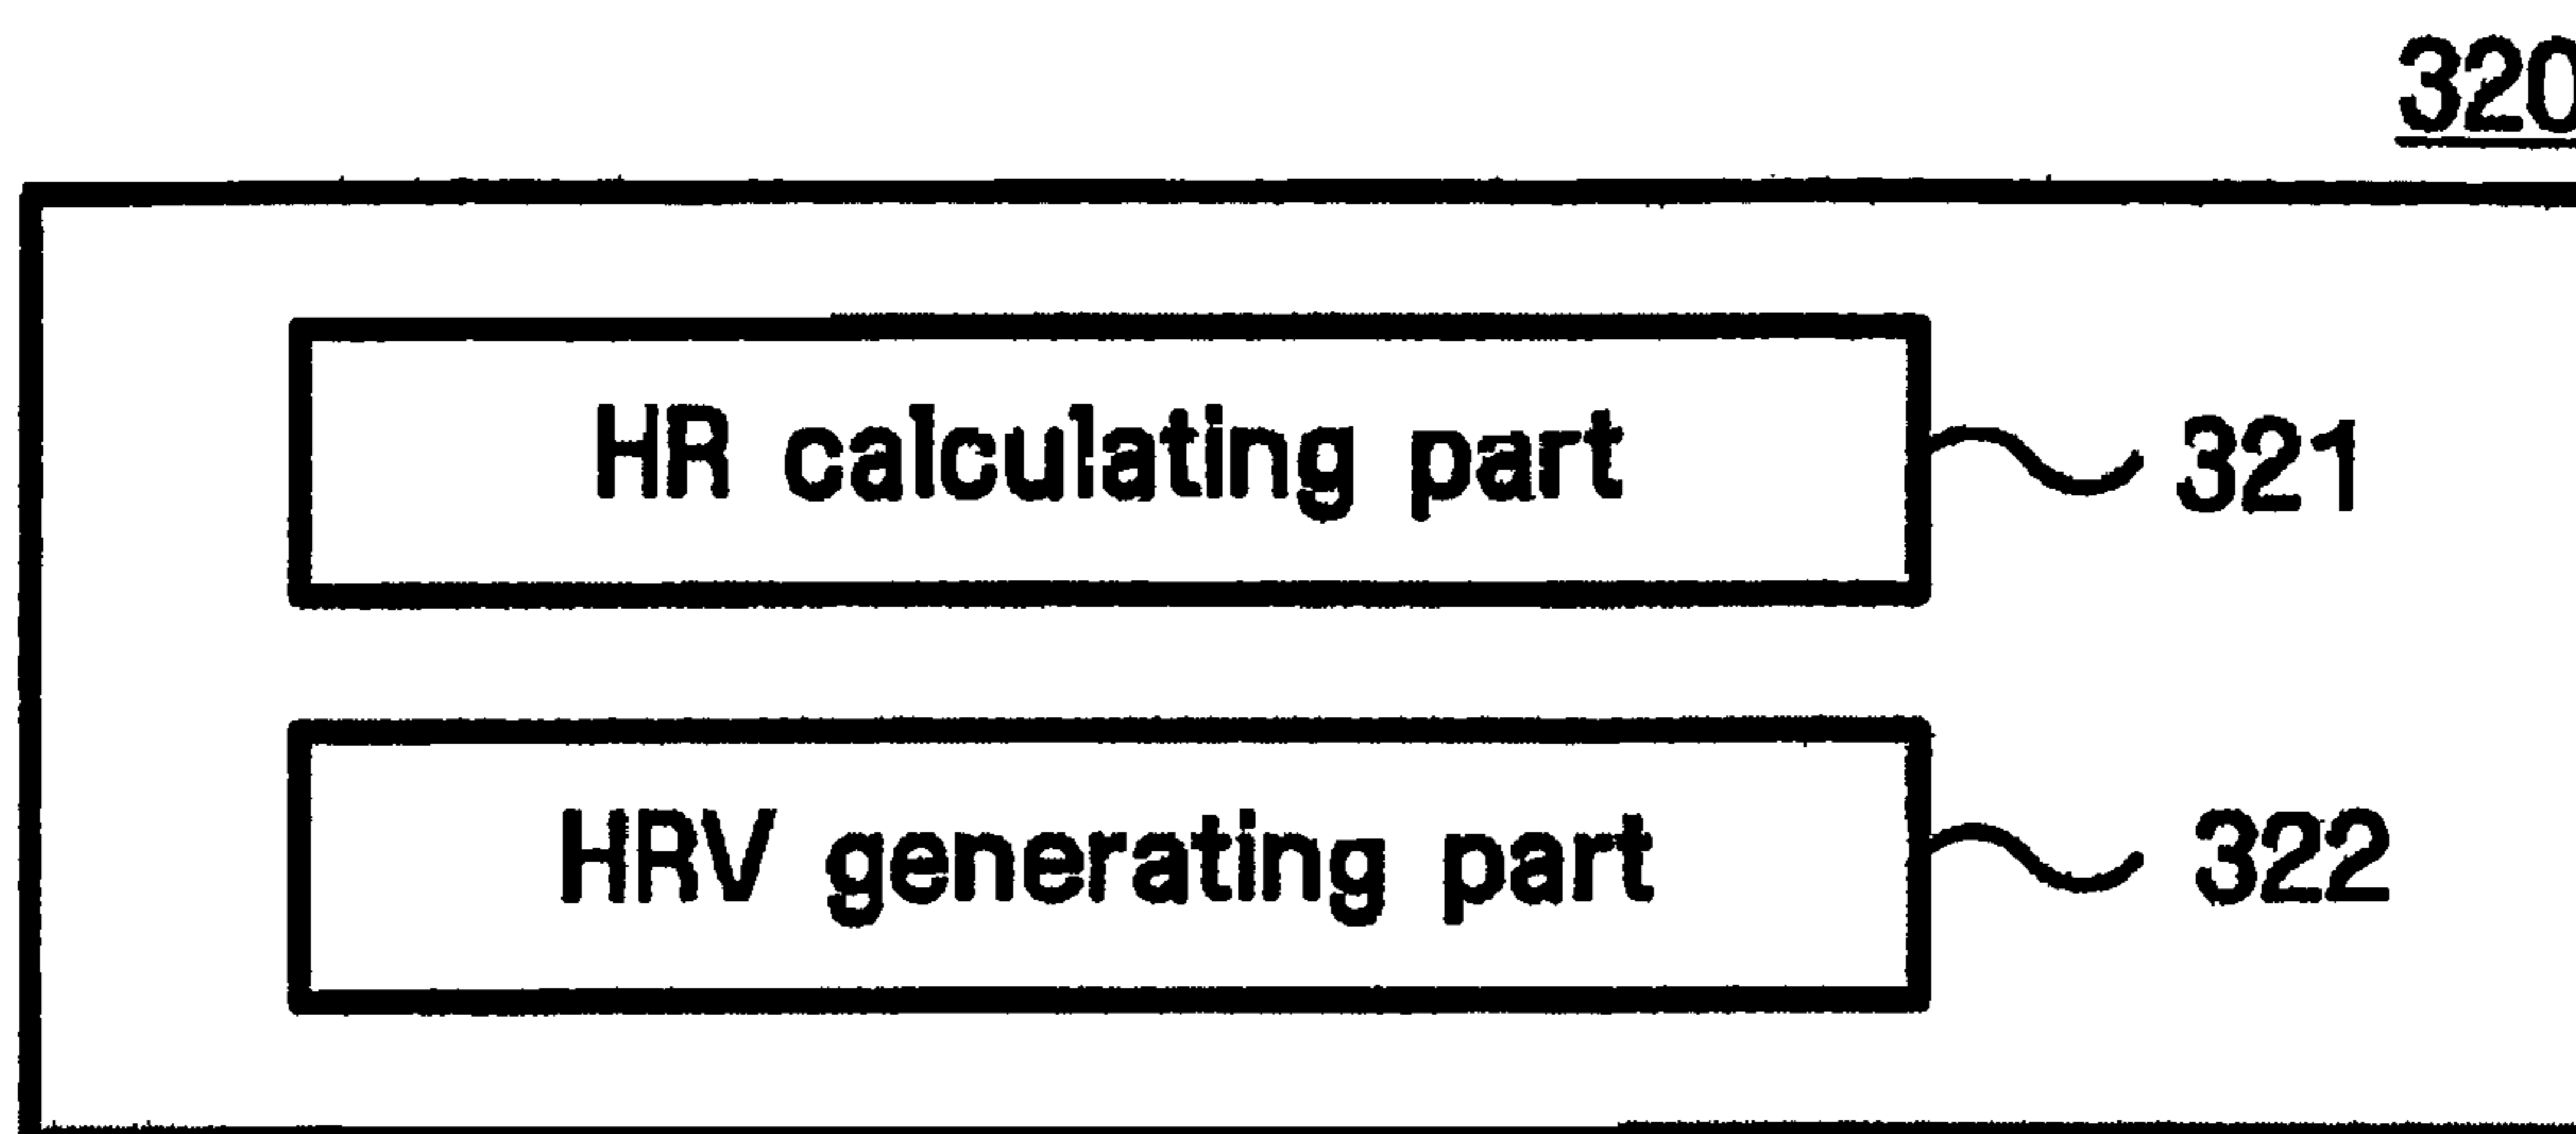 320
HR calculating part
321
HRV generating part
322